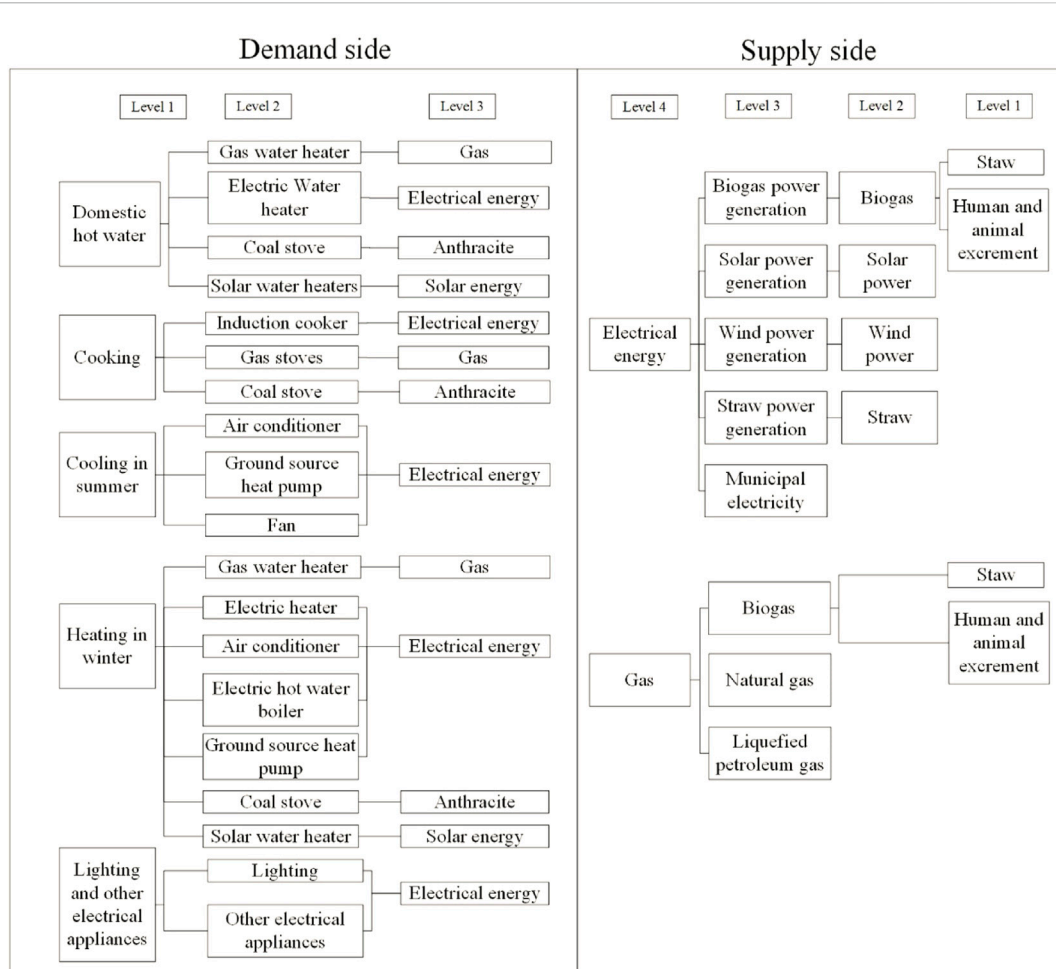 Demand side
Level 1
Level 2
Level 3
Domestic
hot water
Gas water heater
Gas
Electric Water
heater
Electrical energy
Coal stove
Anthracite
Solar water heaters
Solar energy
Cooking
Induction cooker
Electrical energy
Gas stoves
Gas
Coal stove
Anthracite
Cooling in
summer
Air conditioner
Ground source
heat pump
Fan
Electrical energy
Heating in
winter
Gas water heater
Gas
Electric heater
Air conditioner
Electric hot water
boiler
Ground source heat
pump
Electrical energy
Coal stove
Anthracite
Solar water heater
Solar energy
Lighting
and other
electrical
appliances
Lighting
Other electrical
appliances
Electrical energy
Supply side
Level 4
Level 3
Level 2
Level 1
Electrical
energy
Biogas power
generation
Biogas
Staw
Human and
animal
excrement
Solar power
generation
Solar
power
Wind power
generation
Wind
power
Straw power
generation
Straw
Municipal
electricity
Gas
Biogas
Staw
Human and
animal
excrement
Natural gas
Liquefied
petroleum gas